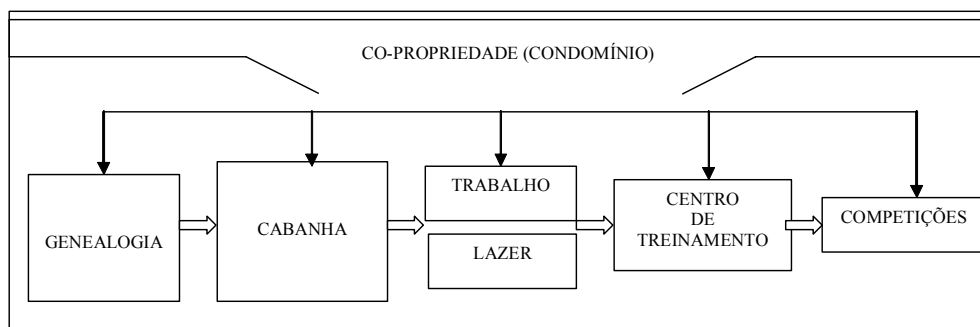 CO-PROPRIEDADE (CONDOMÍNIO)
GENEALOGIA
CABANHA
TRABALHO
LAZER
CENTRO
DE
TREINAMENTO
COMPETIÇÕES